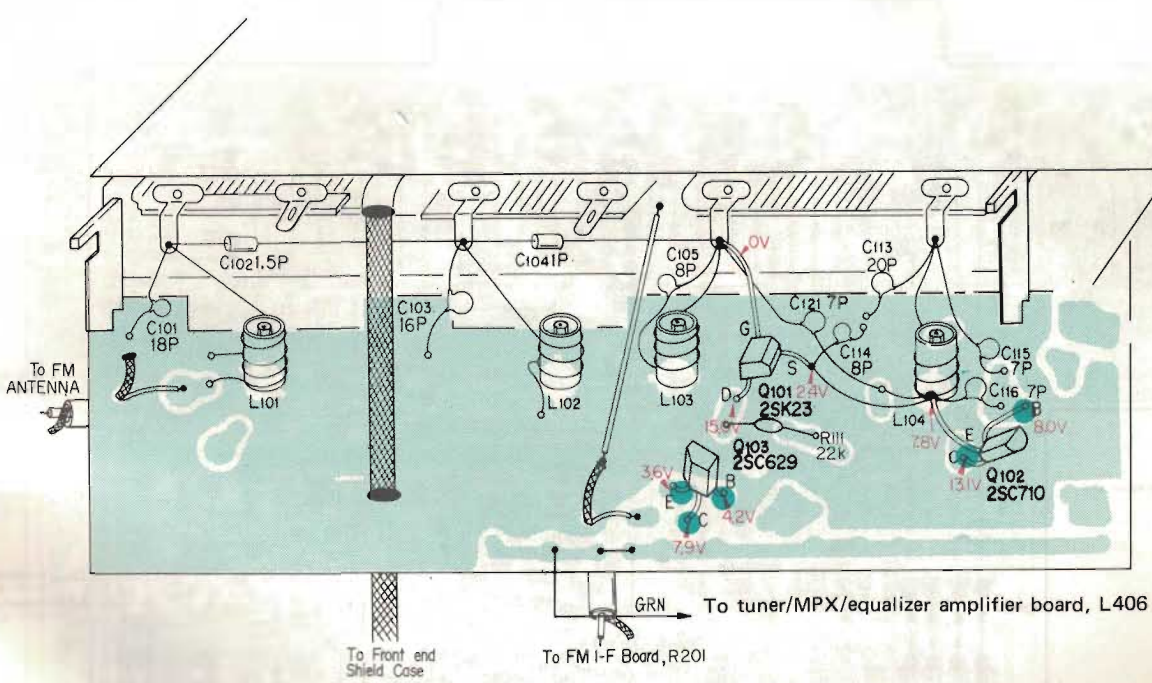 C102 1.5P
C104 1P
C105
8P
0V
C113
20P
C101
18P
C103
16P
C121 7P
G
C114
8P
C115
7P
To FM
ANTENNA
L101
L102
L103
D
S
Q101
2SK23
2.4V
L104
C116 7P
B
8.0V
15.9V
Q103
2SC629
R111
22k
7.8V
E
C
13.1V
Q102
2SC710
3.6V
E
B
4.2V
C
7.9V
GRN
To tuner/MPX/equalizer amplifier board, L406
To Front end
Shield Case
To FM I-F Board, R201